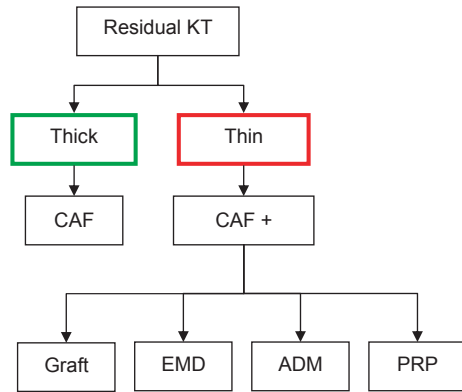 Residual KT
Thick
Thin
CAF
CAF +
Graft
EMD
ADM
PRP